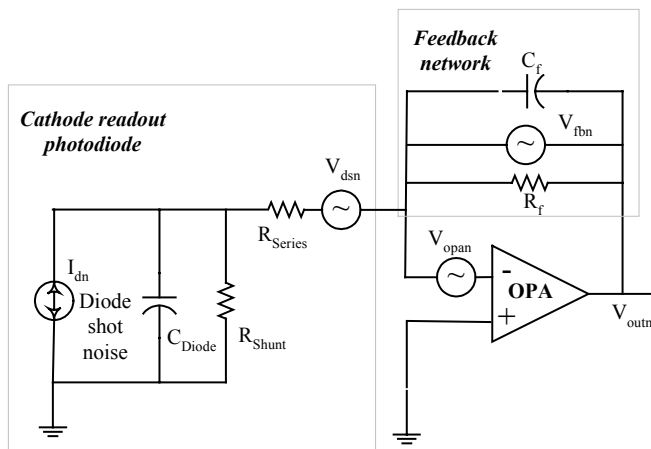 Feedback
network
C_f
V_fbn
R_f
Cathode readout
photodiode
V_dsn
R_Series
I_dn
Diode
shot
noise
C_Diode
R_Shunt
V_opan
-
OPA
+
V_outn